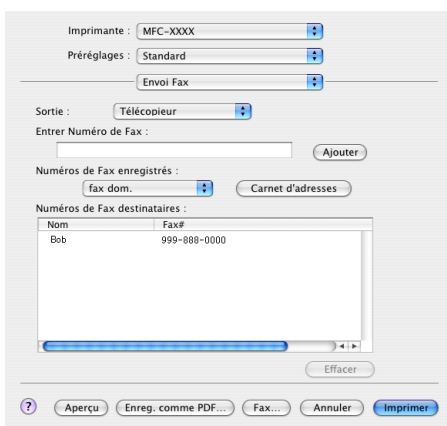 Imprimante : MFC-XXXX
Préréglages : Standard
Envoi Fax
Sortie : Télécopieur
Entrer Numéro de Fax :
Ajouter
Numéros de Fax enregistrés :
fax dom. Carnet d'adresses
Numéros de Fax destinataires :
Nom Fax#
Bob 999-888-0000
Effacer
? Aperçu Enreg. comme PDF... Fax... Annuler Imprimer